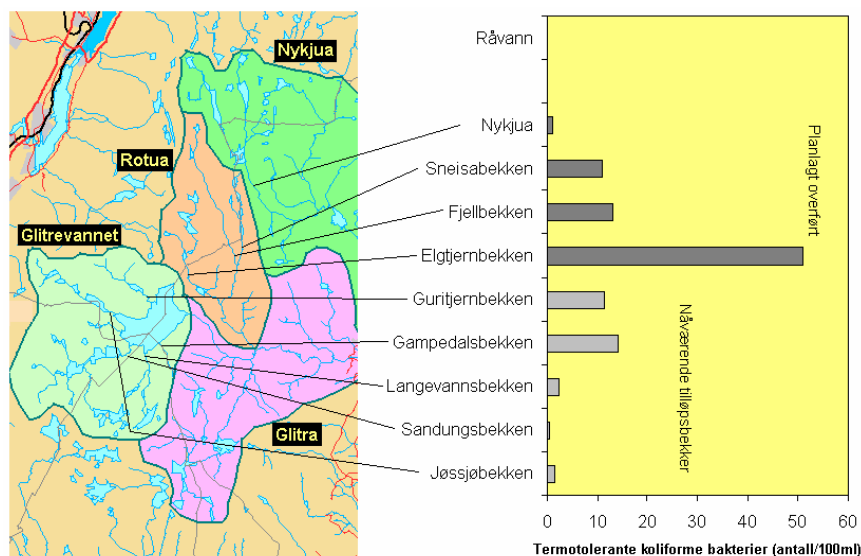 Nykjua
Rotua
Glitrevannet
Glitra
Råvann
Nykjua
Sneisabekken
Fjellbekken
Elgtjernbekken
Guritjernbekken
Gampedalsbekken
Langevannsbekken
Sandungsbekken
Jøssjøbekken
Planlagt overført
Nåværende tilløpsbekker
0 10 20 30 40 50 60
Termotolerante koliforme bakterier (antall/100ml)